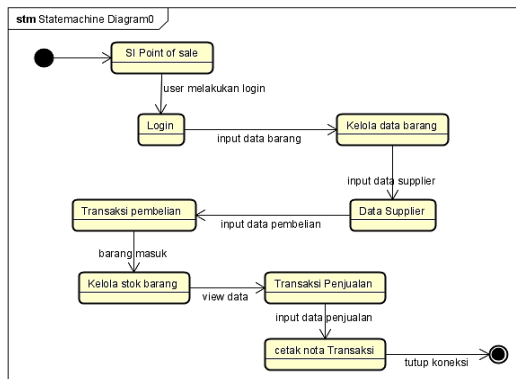 stm Statemachine Diagram0
SI Point of sale
user melakukan login
Login
input data barang
Kelola data barang
input data supplier
Data Supplier
input data pembelian
Transaksi pembelian
barang masuk
Kelola stok barang
view data
Transaksi Penjualan
input data penjualan
cetak nota Transaksi
tutup koneksi